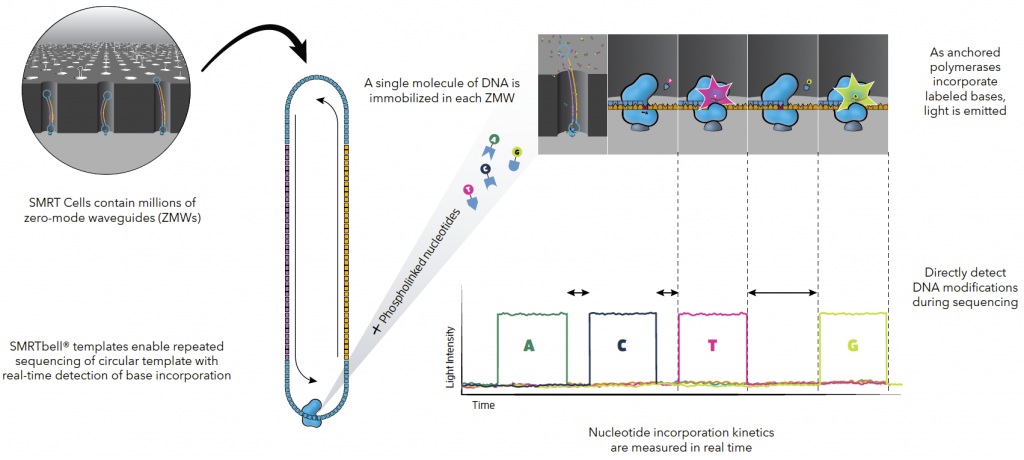 SMRT Cells contain millions of
zero-mode waveguides (ZMWs)
SMRTbell® templates enable repeated
sequencing of circular template with
real-time detection of base incorporation
A single molecule of DNA is
immobilized in each ZMW
A
G
C
T
+ Phospholinked nucleotides
As anchored
polymerases
incorporate
labeled bases,
light is emitted
Directly detect
DNA modifications
during sequencing
Light Intensity
A
C
T
G
Time
Nucleotide incorporation kinetics
are measured in real time